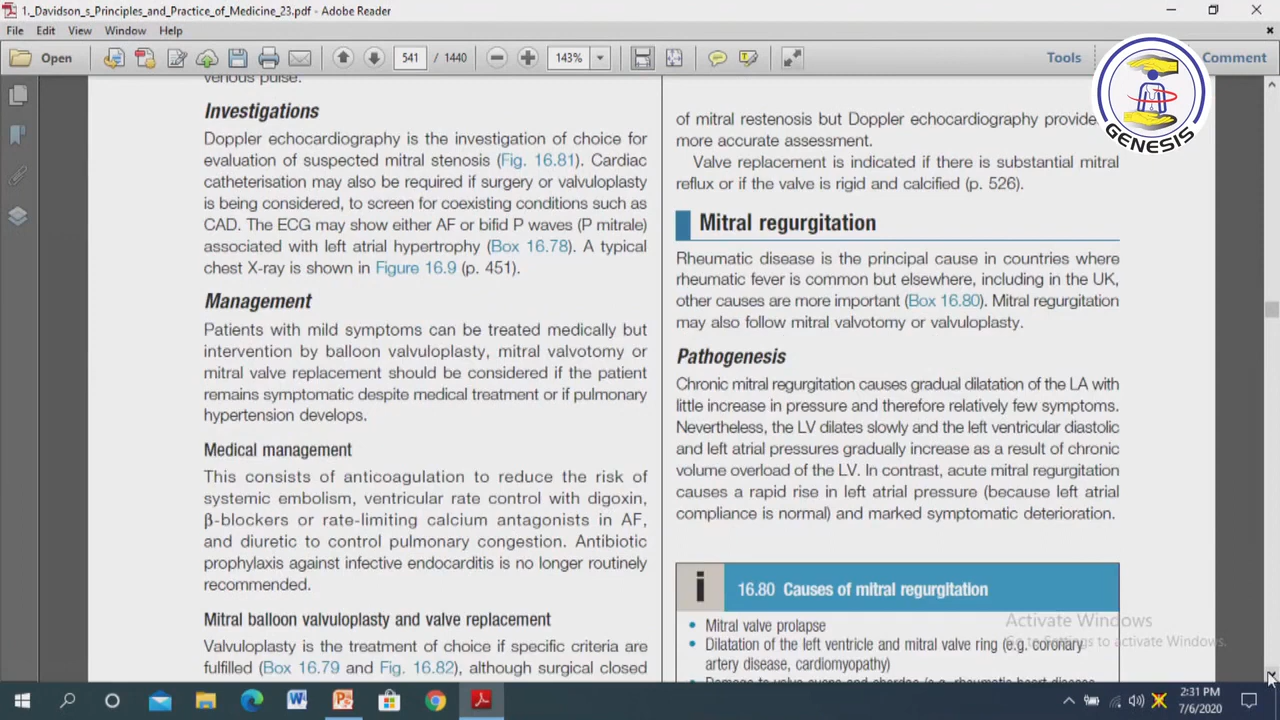 1._Davidson_s_Principles_and_Practice_of_Medicine_23.pdf - Adobe Reader
File Edit View Window Help
Open
541 / 1440
143%
Tools
Comment
GENESIS
venous pulse.
Investigations
Doppler echocardiography is the investigation of choice for
evaluation of suspected mitral stenosis (Fig. 16.81). Cardiac
catheterisation may also be required if surgery or valvuloplasty
is being considered, to screen for coexisting conditions such as
CAD. The ECG may show either AF or bifid P waves (P mitrale)
associated with left atrial hypertrophy (Box 16.78). A typical
chest X-ray is shown in Figure 16.9 (p. 451).
Management
Patients with mild symptoms can be treated medically but
intervention by balloon valvuloplasty, mitral valvotomy or
mitral valve replacement should be considered if the patient
remains symptomatic despite medical treatment or if pulmonary
hypertension develops.
Medical management
This consists of anticoagulation to reduce the risk of
systemic embolism, ventricular rate control with digoxin,
β-blockers or rate-limiting calcium antagonists in AF,
and diuretic to control pulmonary congestion. Antibiotic
prophylaxis against infective endocarditis is no longer routinely
recommended.
Mitral balloon valvuloplasty and valve replacement
Valvuloplasty is the treatment of choice if specific criteria are
fulfilled (Box 16.79 and Fig. 16.82), although surgical closed
of mitral restenosis but Doppler echocardiography provide
more accurate assessment.
Valve replacement is indicated if there is substantial mitral
reflux or if the valve is rigid and calcified (p. 526).
Mitral regurgitation
Rheumatic disease is the principal cause in countries where
rheumatic fever is common but elsewhere, including in the UK,
other causes are more important (Box 16.80). Mitral regurgitation
may also follow mitral valvotomy or valvuloplasty.
Pathogenesis
Chronic mitral regurgitation causes gradual dilatation of the LA with
little increase in pressure and therefore relatively few symptoms.
Nevertheless, the LV dilates slowly and the left ventricular diastolic
and left atrial pressures gradually increase as a result of chronic
volume overload of the LV. In contrast, acute mitral regurgitation
causes a rapid rise in left atrial pressure (because left atrial
compliance is normal) and marked symptomatic deterioration.
i 16.80 Causes of mitral regurgitation
• Mitral valve prolapse
• Dilatation of the left ventricle and mitral valve ring (e.g. coronary
artery disease, cardiomyopathy)
• Damage to valve cusps and chordae (e.g. rheumatic heart disease
Activate Windows
Go to Settings to activate Windows.
2:31 PM
7/6/2020